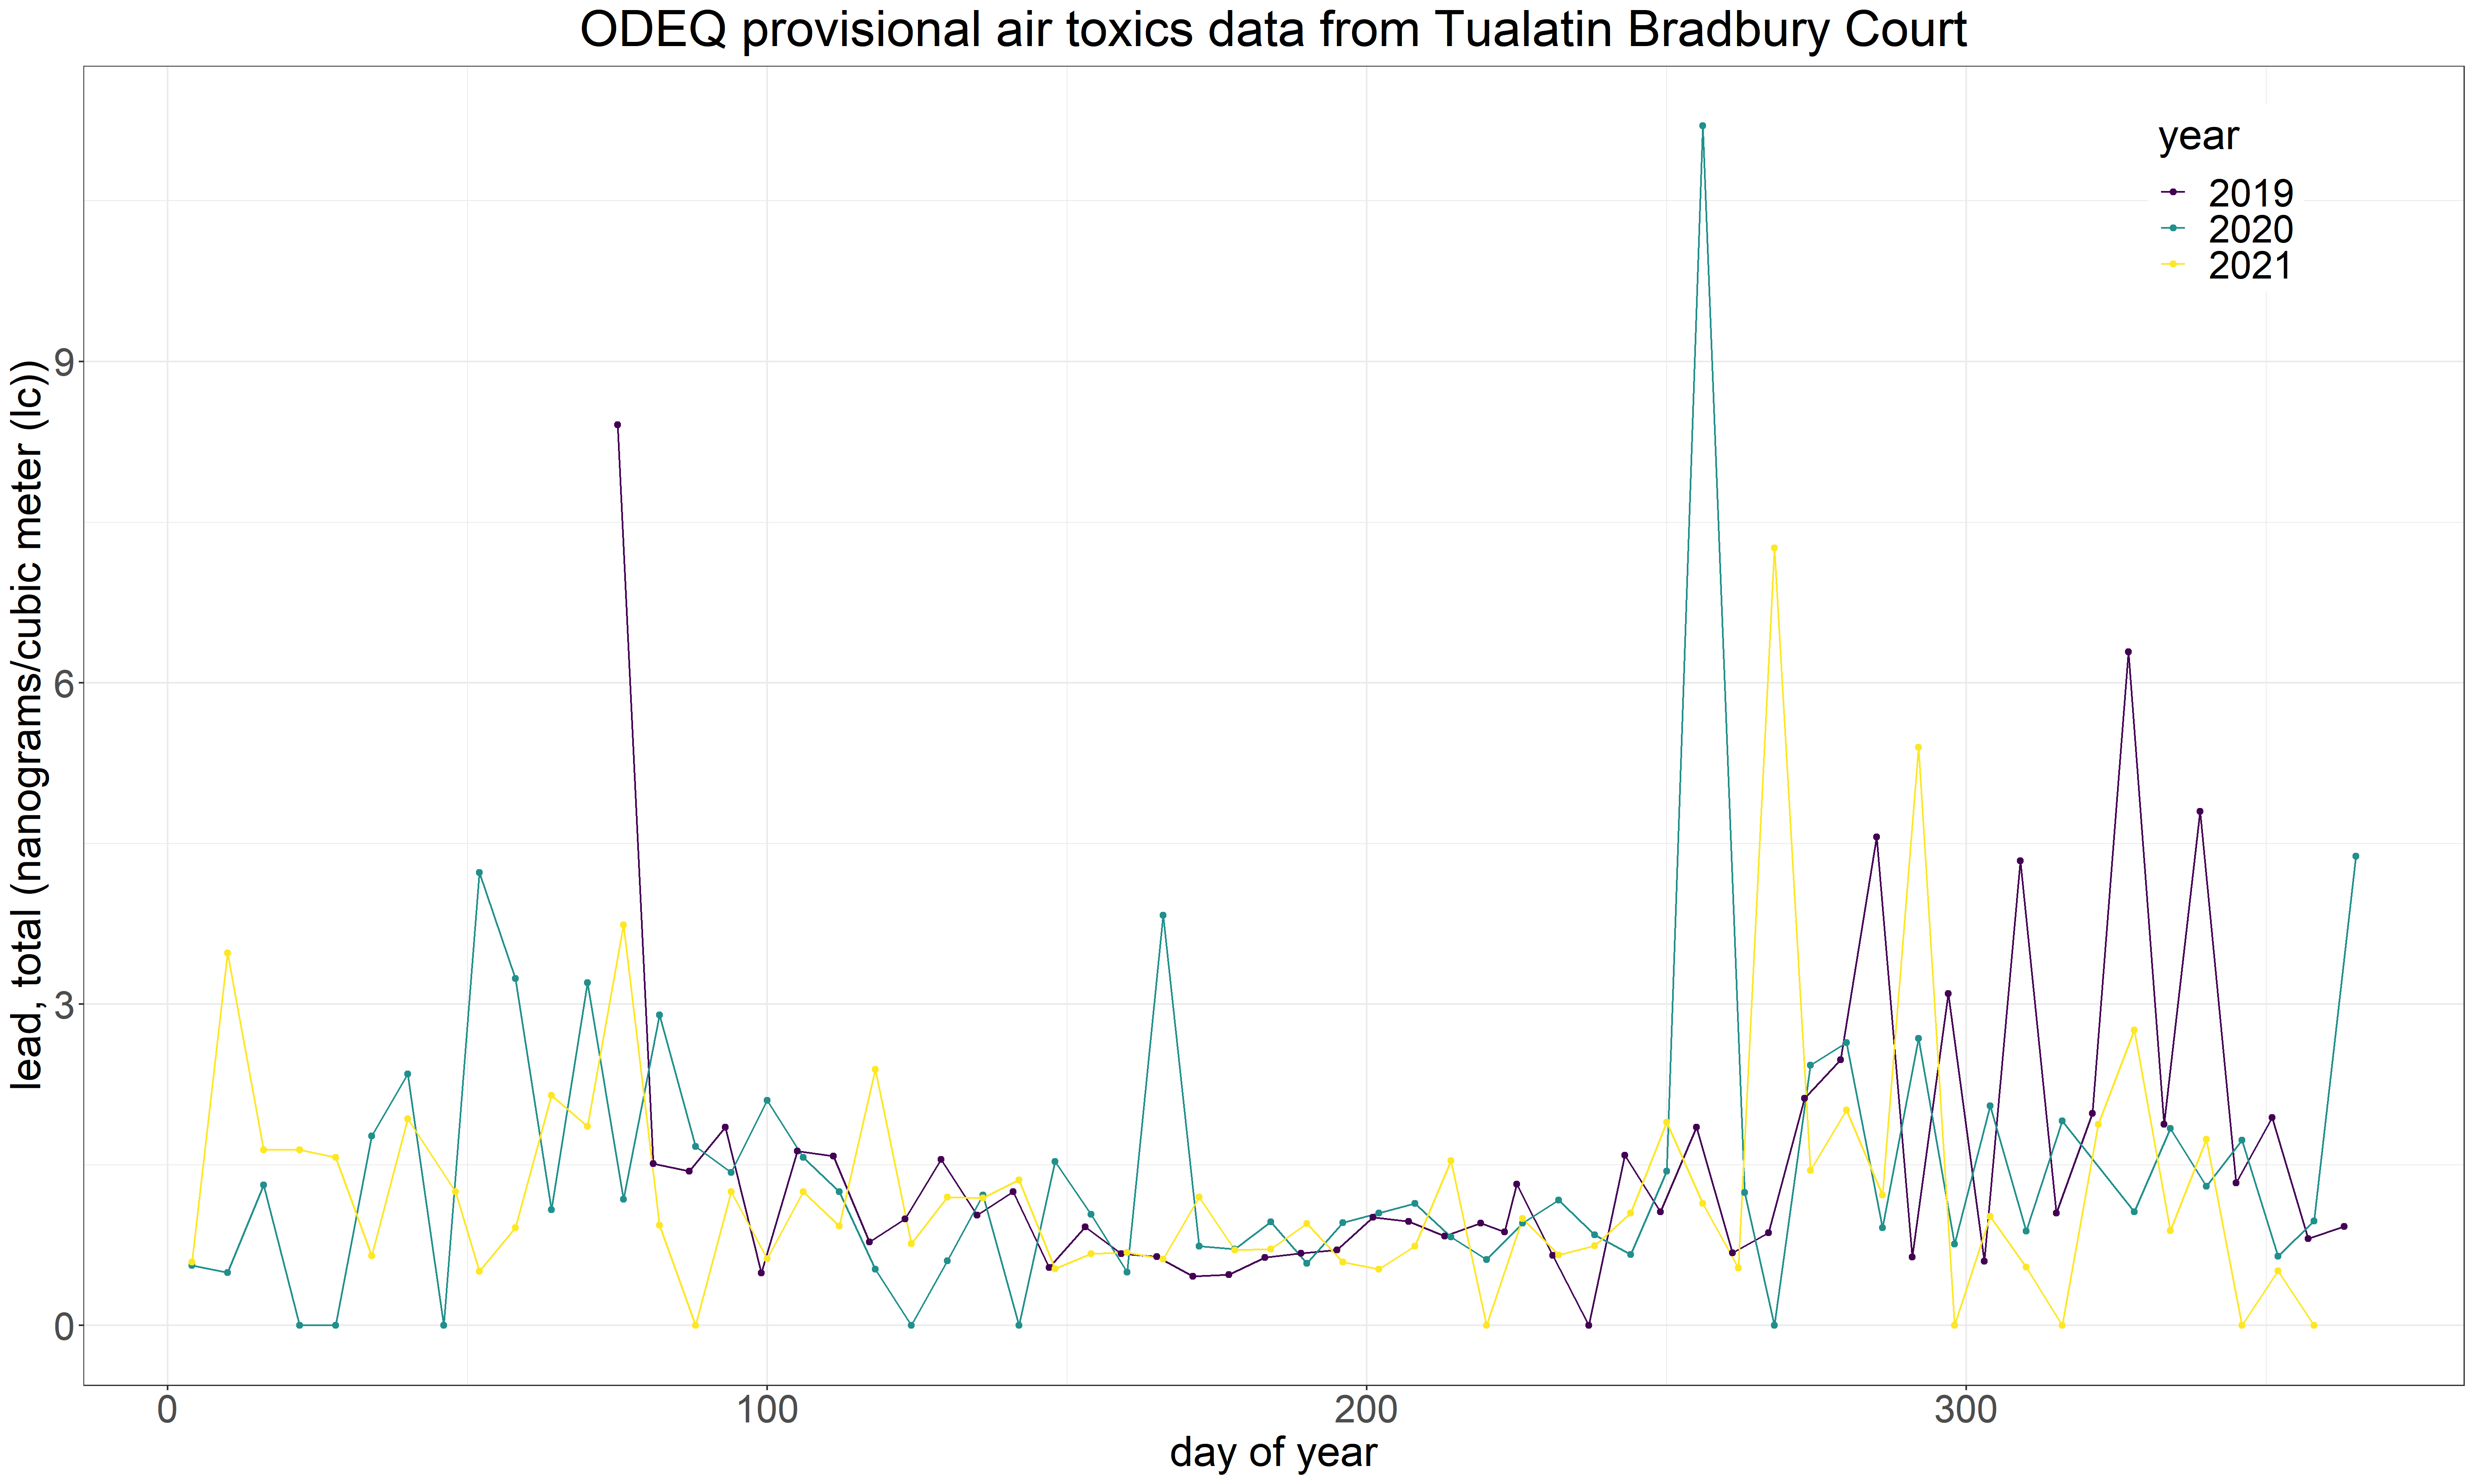 ODEQ provisional air toxics data from Tualatin Bradbury Court
year
2019
2020
2021
lead, total (nanograms/cubic meter (lc))
9
6
3
0
0 100 200 300
day of year